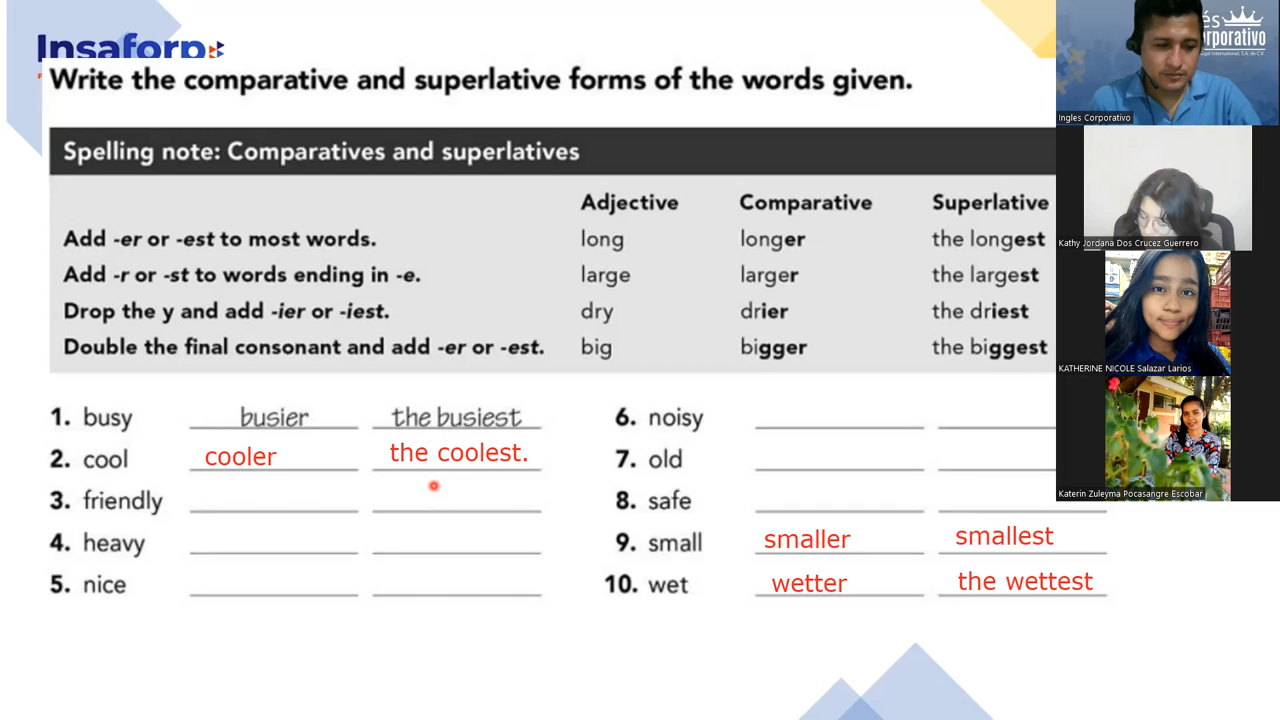 Insaforp
és
rporativo
Write the comparative and superlative forms of the words given.
Spelling note: Comparatives and superlatives
Adjective Comparative Superlative
Add -er or -est to most words. long longer the longest
Add -r or -st to words ending in -e. large larger the largest
Drop the y and add -ier or -iest. dry drier the driest
Double the final consonant and add -er or -est. big bigger the biggest
1. busy busier the busiest
2. cool cooler the coolest.
3. friendly
4. heavy
5. nice
6. noisy
7. old
8. safe
9. small smaller smallest
10. wet wetter the wettest
Ingles Corporativo
Kathy Jordana Dos Crucez Guerrero
KATHERINE NICOLE Salazar Larios
Katerin Zuleyma Pocasangre Escobar